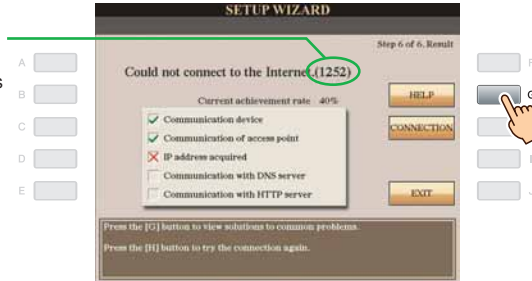 SETUP WIZARD
Step 6 of 6. Result
Could not connect to the Internet.(1252)
Current achievement rate 40%
Communication device
Communication of access point
IP address acquired
Communication with DNS server
Communication with HTTP server
HELP
CONNECTION
EXIT
Press the [G] button to view solutions to common problems.
Press the [H] button to try the connection again.
A
B
C
D
E
F
G
s